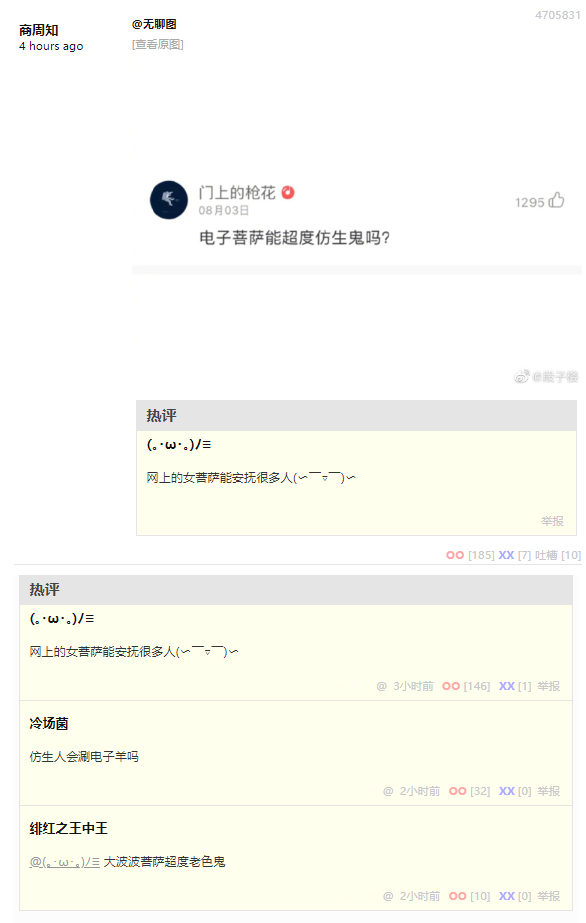 4705831
商周知
4 hours ago
@无聊图
[查看原图]
门上的枪花
08月03日
1295
电子菩萨能超度仿生鬼吗?
@段子楼
热评
(｡･ω･｡)ﾉ☰
网上的女菩萨能安抚很多人(∽￣▿￣)∽
举报
OO [185] XX [7] 吐槽 [10]
热评
(｡･ω･｡)ﾉ☰
网上的女菩萨能安抚很多人(∽￣▿￣)∽
@ 3小时前 OO [146] XX [1] 举报
冷场菌
仿生人会涮电子羊吗
@ 2小时前 OO [32] XX [0] 举报
绯红之王中王
@(｡･ω･｡)ﾉ☰ 大波波菩萨超度老色鬼
@ 2小时前 OO [10] XX [0] 举报